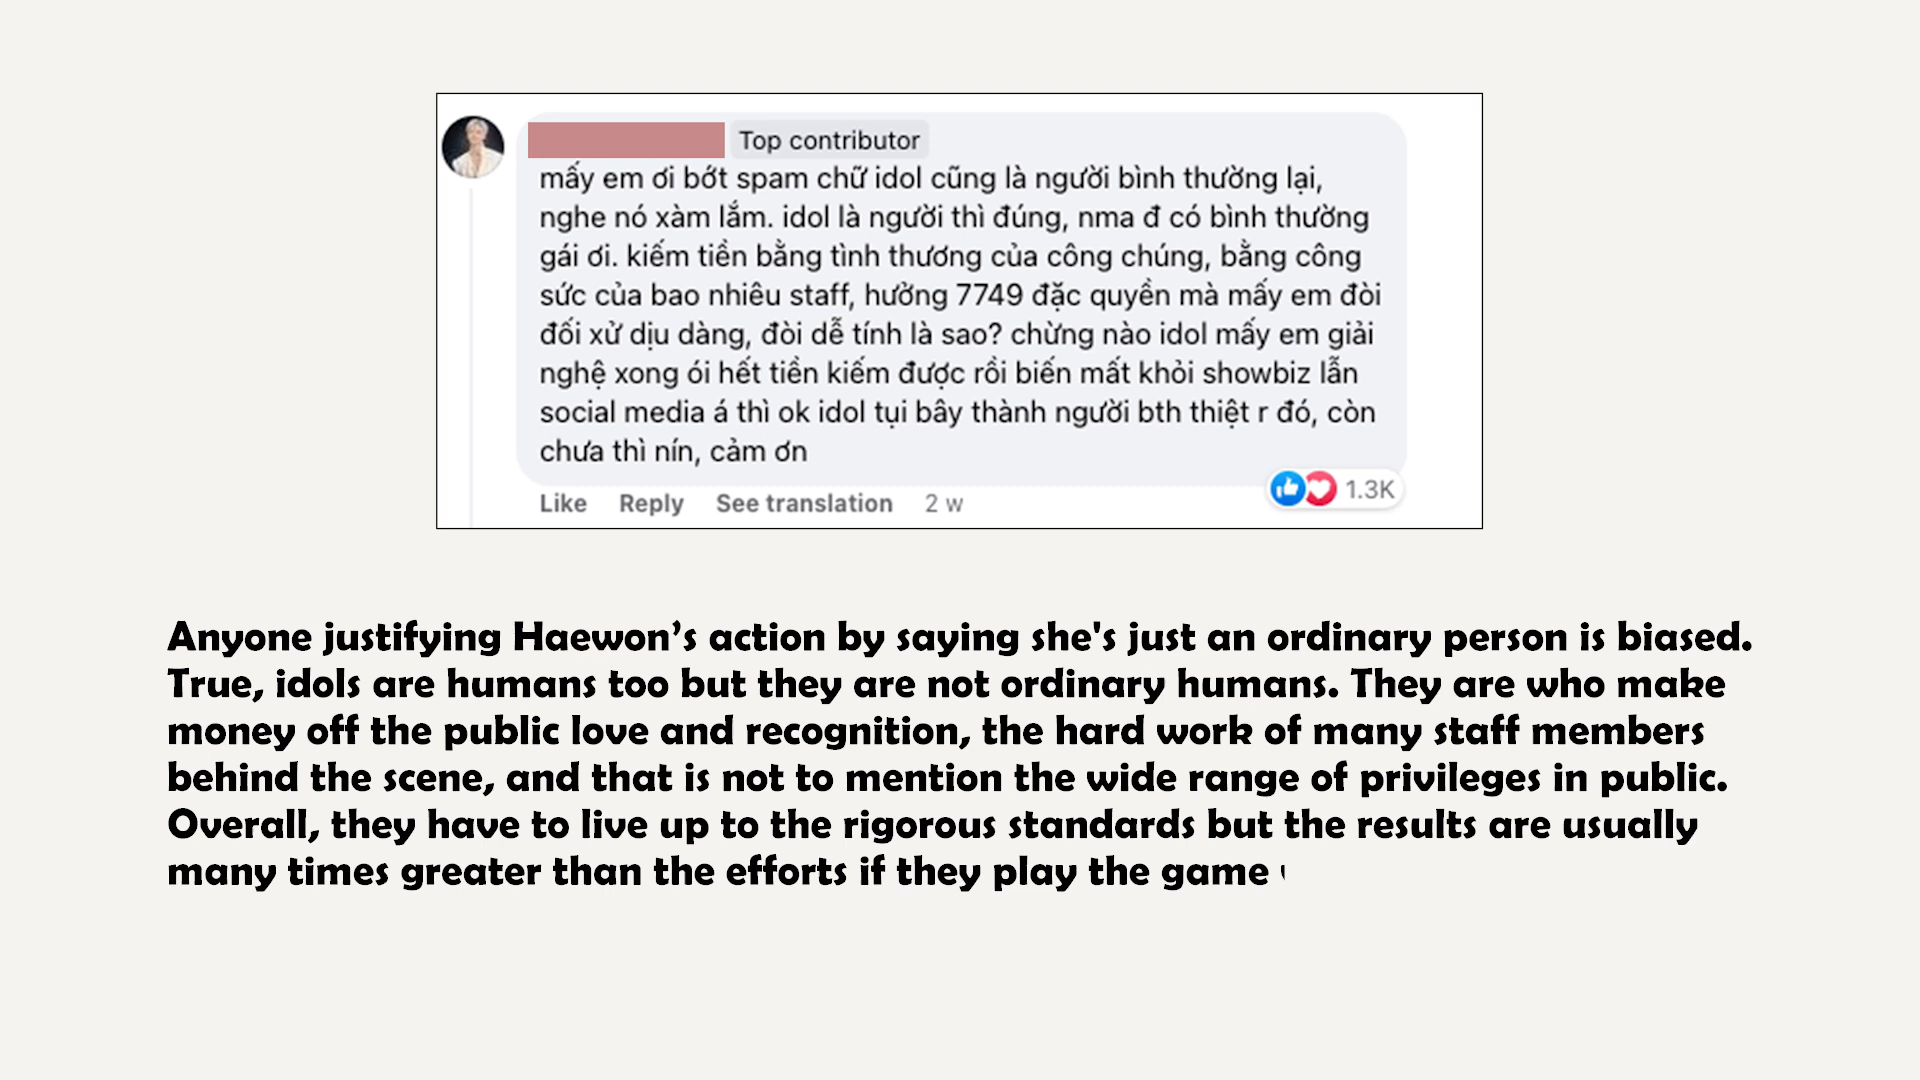 Top contributor
mấy em ơi bớt spam chữ idol cũng là người bình thường lại,
nghe nó xàm lắm. idol là người thì đúng, nma đ có bình thường
gái ơi. kiếm tiền bằng tình thương của công chúng, bằng công
sức của bao nhiêu staff, hưởng 7749 đặc quyền mà mấy em đòi
đối xử dịu dàng, đòi dễ tính là sao? chừng nào idol mấy em giải
nghệ xong ói hết tiền kiếm được rồi biến mất khỏi showbiz lẫn
social media á thì ok idol tụi bây thành người bth thiệt r đó, còn
chưa thì nín, cảm ơn
Like Reply See translation 2 w 1.3K
Anyone justifying Haewon’s action by saying she's just an ordinary person is biased.
True, idols are humans too but they are not ordinary humans. They are who make
money off the public love and recognition, the hard work of many staff members
behind the scene, and that is not to mention the wide range of privileges in public.
Overall, they have to live up to the rigorous standards but the results are usually
many times greater than the efforts if they play the game